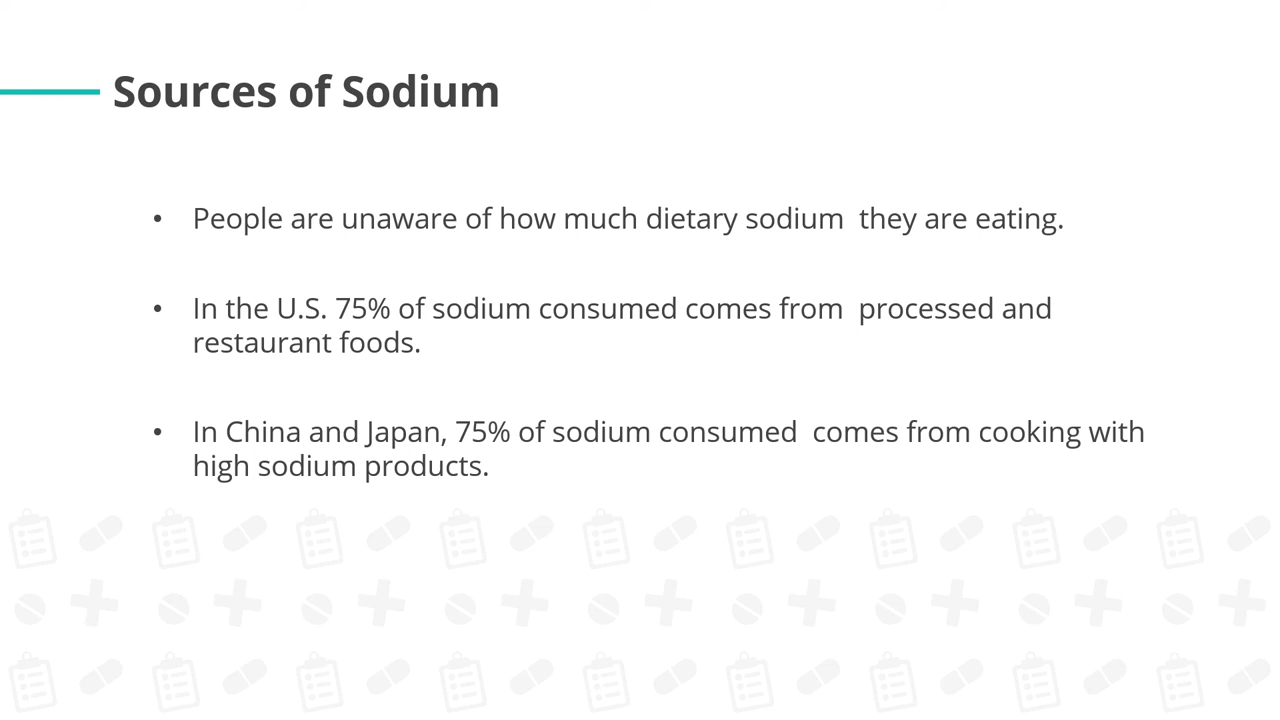 Sources of Sodium
• People are unaware of how much dietary sodium  they are eating.
• In the U.S. 75% of sodium consumed comes from  processed and
restaurant foods.
• In China and Japan, 75% of sodium consumed  comes from cooking with
high sodium products.